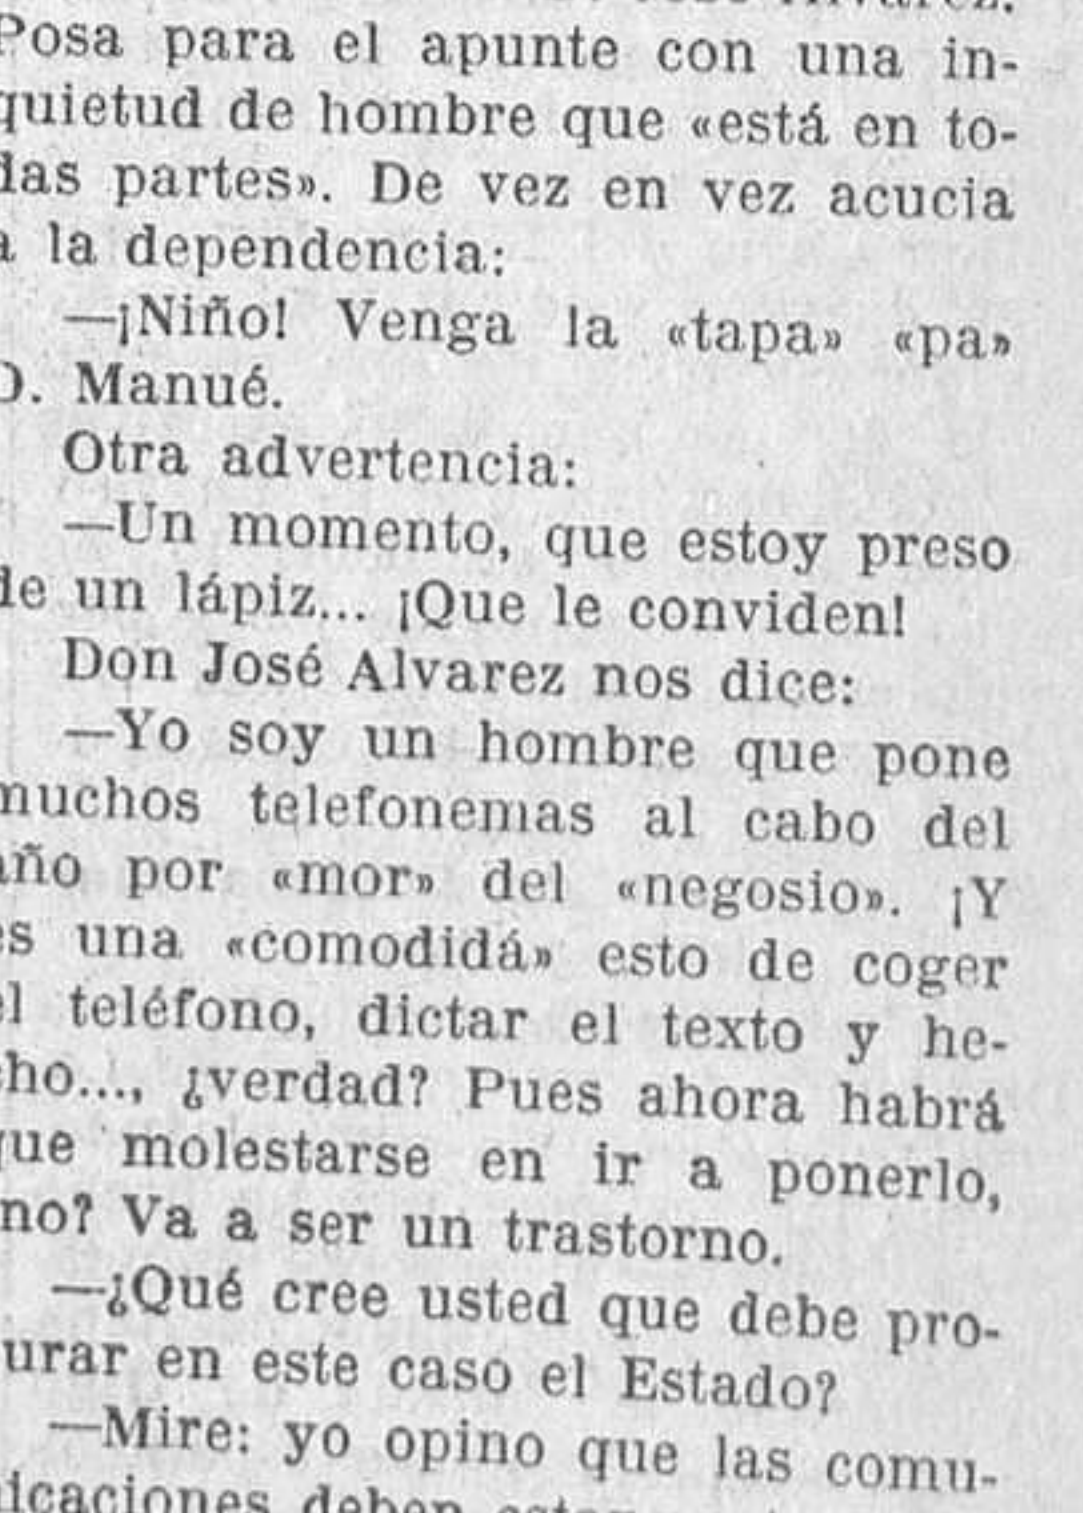 Posa para el apunte con una in-
quietud de hombre que «está en to-
das partes». De vez en vez acucia
a la dependencia:
—¡Niño! Venga la «tapa» «pa»
D. Manué.
Otra advertencia:
—Un momento, que estoy preso
de un lápiz... ¡Que le conviden!
Don José Alvarez nos dice:
—Yo soy un hombre que pone
muchos telefonemas al cabo del
año por «mor» del «negosio». ¡Y
es una «comodidá» esto de coger
el teléfono, dictar el texto y he-
cho..., ¿verdad? Pues ahora habrá
que molestarse en ir a ponerlo,
no? Va a ser un trastorno.
—¿Qué cree usted que debe pro-
urar en este caso el Estado?
—Mire: yo opino que las comu-
nicaciones deben